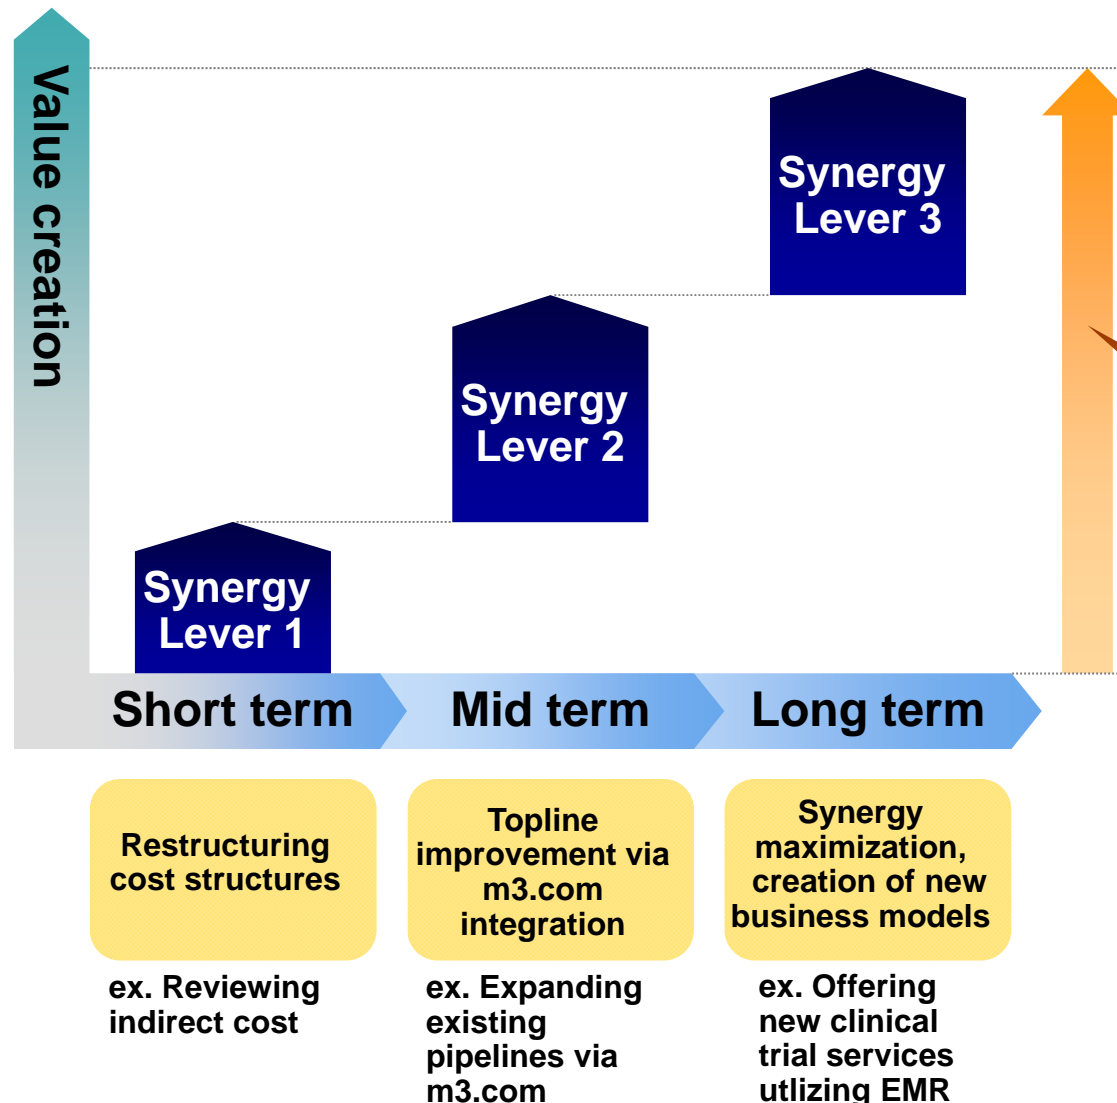 Value creation
Synergy
Lever 3
Synergy
Lever 2
Synergy
Lever 1
Short term
Mid term
Long term
Restructuring
cost structures
Topline
improvement via
m3.com
integration
Synergy
maximization,
creation of new
business models
ex. Reviewing
indirect cost
ex. Expanding
existing
pipelines via
m3.com
ex. Offering
new clinical
trial services
utlizing EMR